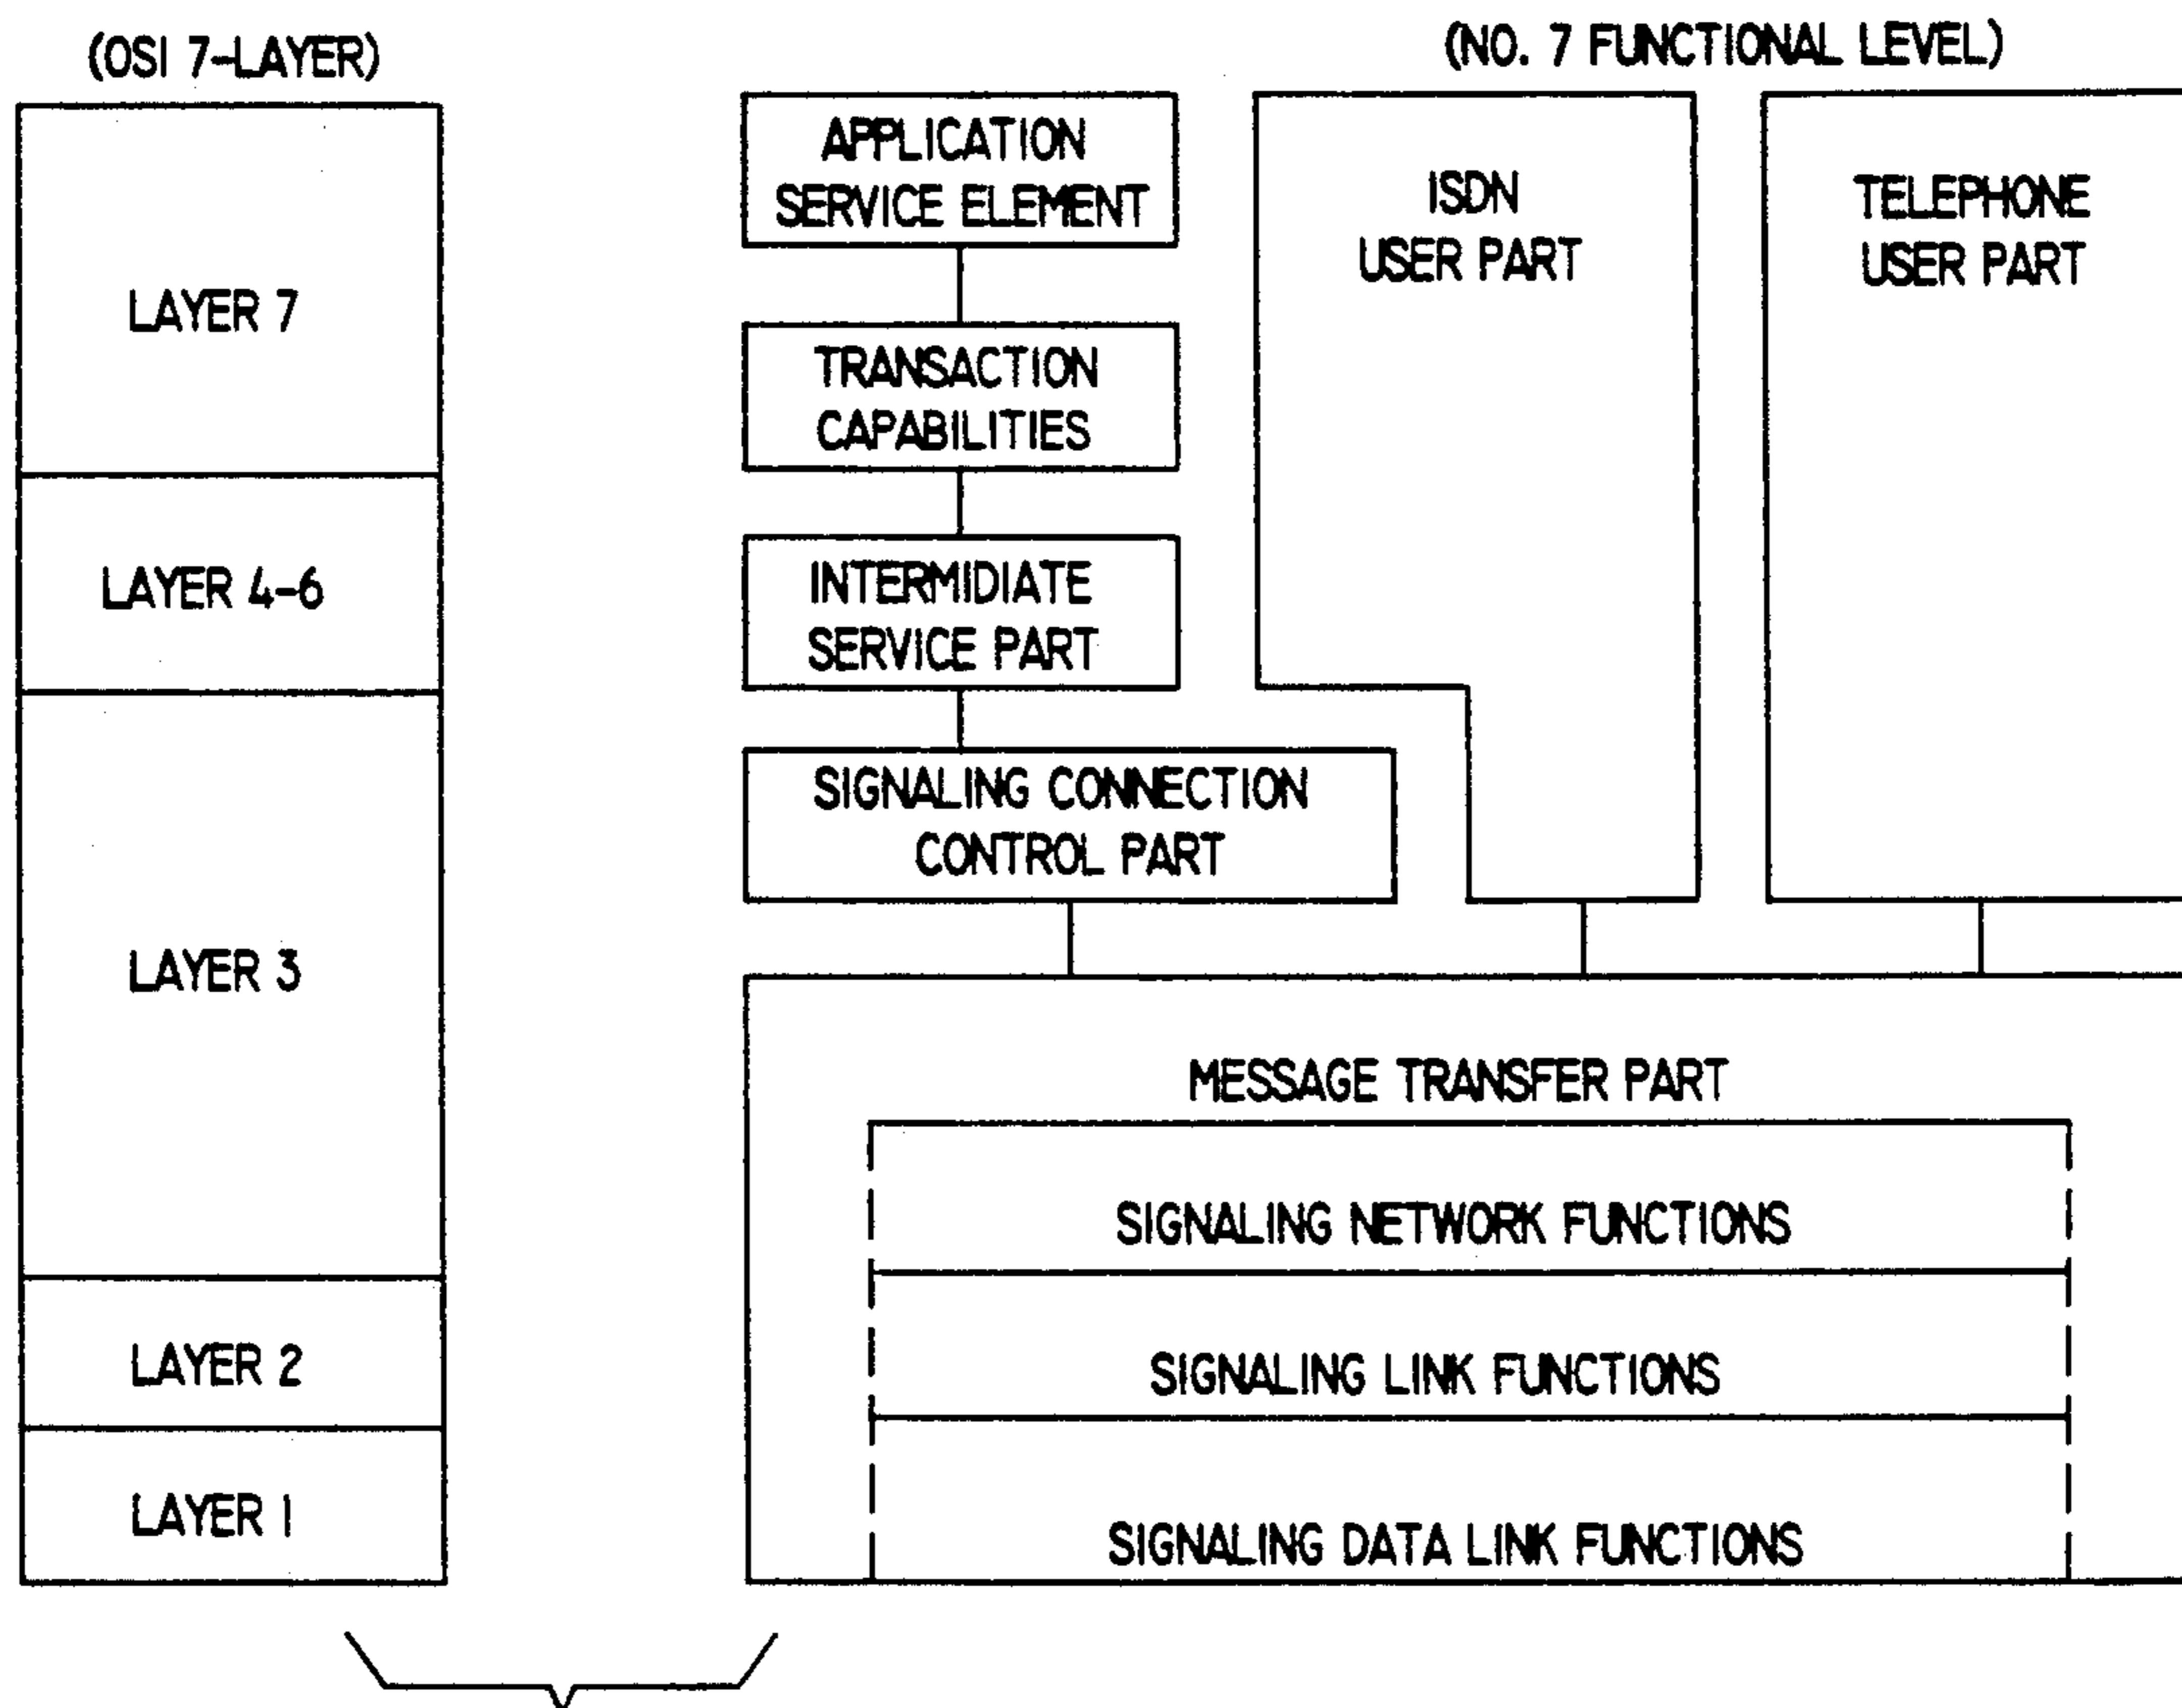 (OSI 7-LAYER)
LAYER 7
LAYER 4-6
LAYER 3
LAYER 2
LAYER 1
(NO. 7 FUNCTIONAL LEVEL)
APPLICATION
SERVICE ELEMENT
TRANSACTION
CAPABILITIES
INTERMIDIATE
SERVICE PART
SIGNALING CONNECTION
CONTROL PART
ISDN
USER PART
TELEPHONE
USER PART
MESSAGE TRANSFER PART
SIGNALING NETWORK FUNCTIONS
SIGNALING LINK FUNCTIONS
SIGNALING DATA LINK FUNCTIONS